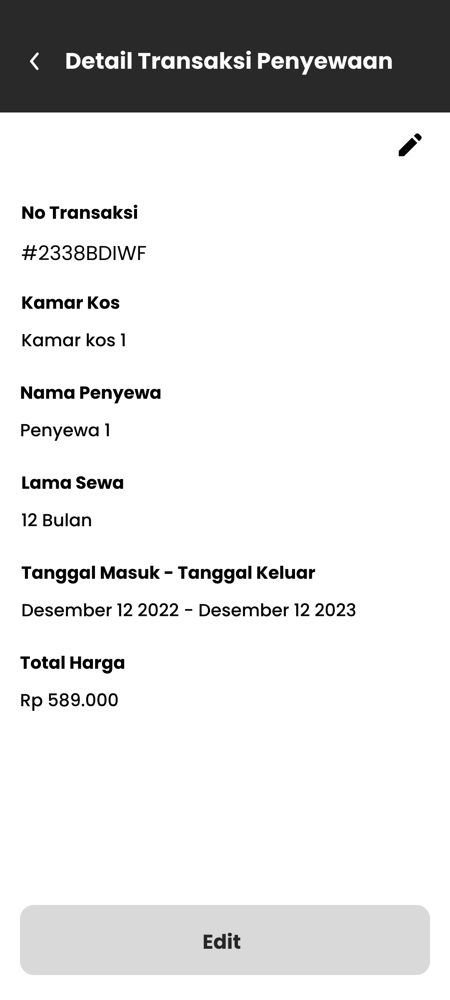 Detail Transaksi Penyewaan
No Transaksi
#2338BDIWF
Kamar Kos
Kamar kos 1
Nama Penyewa
Penyewa 1
Lama Sewa
12 Bulan
Tanggal Masuk - Tanggal Keluar
Desember 12 2022 - Desember 12 2023
Total Harga
Rp 589.000
Edit